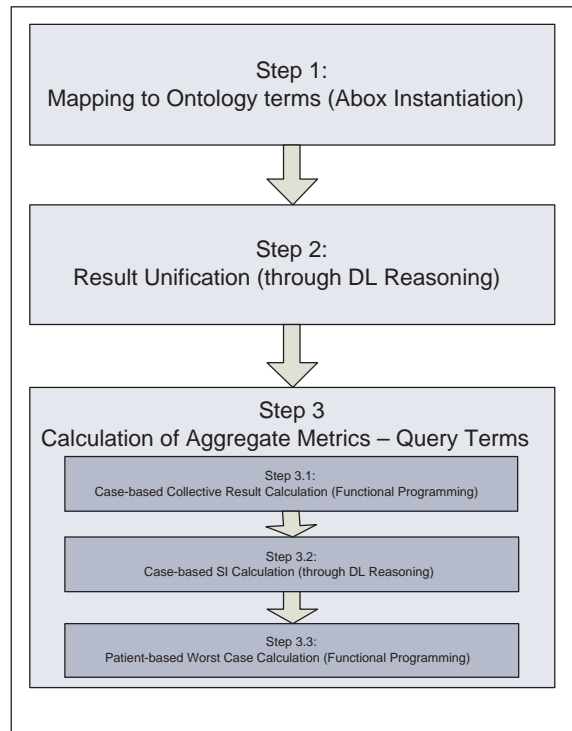 Step 1:
Mapping to Ontology terms (Abox Instantiation)
Step 2:
Result Unification (through DL Reasoning)
Step 3
Calculation of Aggregate Metrics – Query Terms
Step 3.1:
Case-based Collective Result Calculation (Functional Programming)
Step 3.2:
Case-based SI Calculation (through DL Reasoning)
Step 3.3:
Patient-based Worst Case Calculation (Functional Programming)